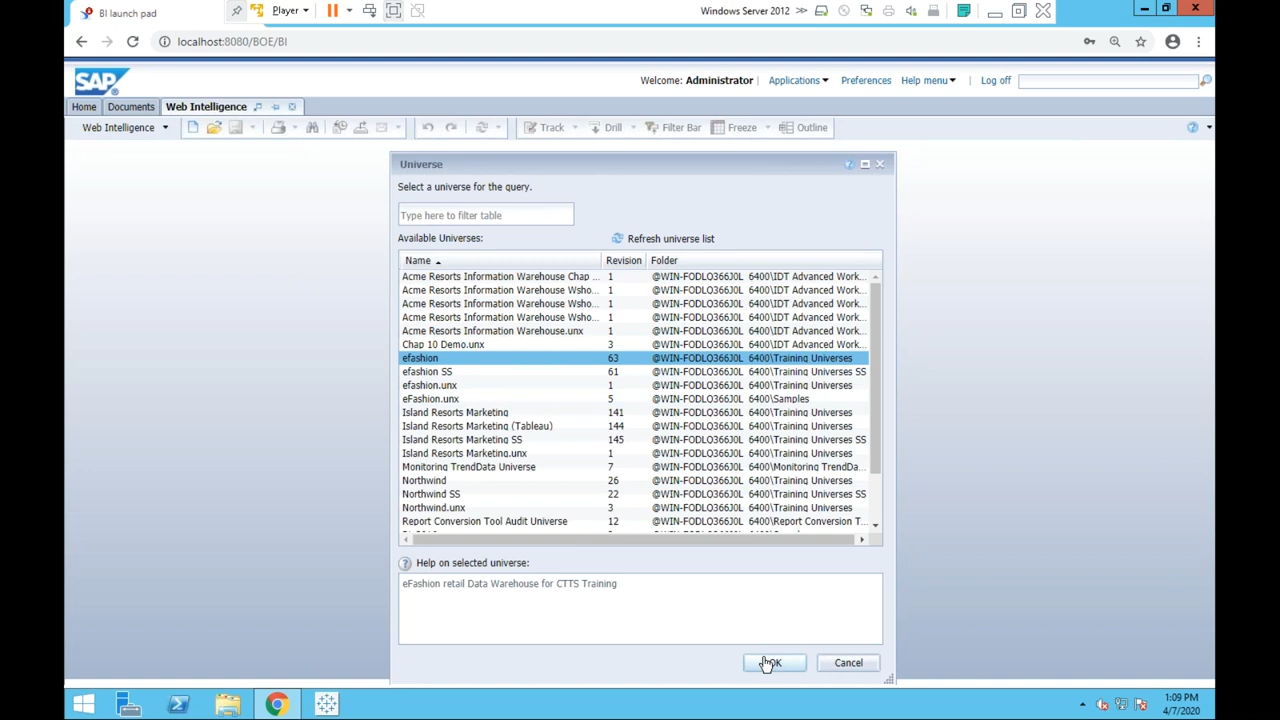 BI launch pad
Player
Windows Server 2012
localhost:8080/BOE/BI
SAP
Welcome: Administrator
Applications
Preferences
Help menu
Log off
Home
Documents
Web Intelligence
Web Intelligence
Track
Drill
Filter Bar
Freeze
Outline
Universe
Select a universe for the query.
Type here to filter table
Available Universes:
Refresh universe list
Name Revision Folder
Acme Resorts Information Warehouse Chap ... 1 @WIN-FODLO366J0L 6400\IDT Advanced Work...
Acme Resorts Information Warehouse Wsho... 1 @WIN-FODLO366J0L 6400\IDT Advanced Work...
Acme Resorts Information Warehouse Wsho... 1 @WIN-FODLO366J0L 6400\IDT Advanced Work...
Acme Resorts Information Warehouse Wsho... 1 @WIN-FODLO366J0L 6400\IDT Advanced Work...
Acme Resorts Information Warehouse.unx 1 @WIN-FODLO366J0L 6400\IDT Advanced Work...
Chap 10 Demo.unx 3 @WIN-FODLO366J0L 6400\IDT Advanced Work...
efashion 63 @WIN-FODLO366J0L 6400\Training Universes
efashion SS 61 @WIN-FODLO366J0L 6400\Training Universes SS
efashion.unx 1 @WIN-FODLO366J0L 6400\Training Universes
eFashion.unx 5 @WIN-FODLO366J0L 6400\Samples
Island Resorts Marketing 141 @WIN-FODLO366J0L 6400\Training Universes
Island Resorts Marketing (Tableau) 144 @WIN-FODLO366J0L 6400\Training Universes
Island Resorts Marketing SS 145 @WIN-FODLO366J0L 6400\Training Universes SS
Island Resorts Marketing.unx 1 @WIN-FODLO366J0L 6400\Training Universes
Monitoring TrendData Universe 7 @WIN-FODLO366J0L 6400\Monitoring TrendDa...
Northwind 26 @WIN-FODLO366J0L 6400\Training Universes
Northwind SS 22 @WIN-FODLO366J0L 6400\Training Universes SS
Northwind.unx 3 @WIN-FODLO366J0L 6400\Training Universes
Report Conversion Tool Audit Universe 12 @WIN-FODLO366J0L 6400\Report Conversion T...
Help on selected universe:
eFashion retail Data Warehouse for CTTS Training
OK
Cancel
1:09 PM
4/7/2020